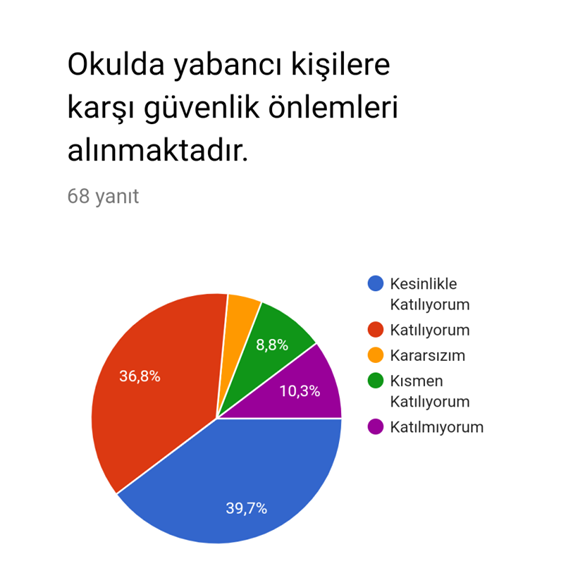 Okulda yabancı kişilere
karşı güvenlik önlemleri
alınmaktadır.
68 yanıt
Kesinlikle
Katılıyorum
Katılıyorum
Kararsızım
Kısmen
Katılıyorum
Katılmıyorum
8,8%
36,8%
10,3%
39,7%